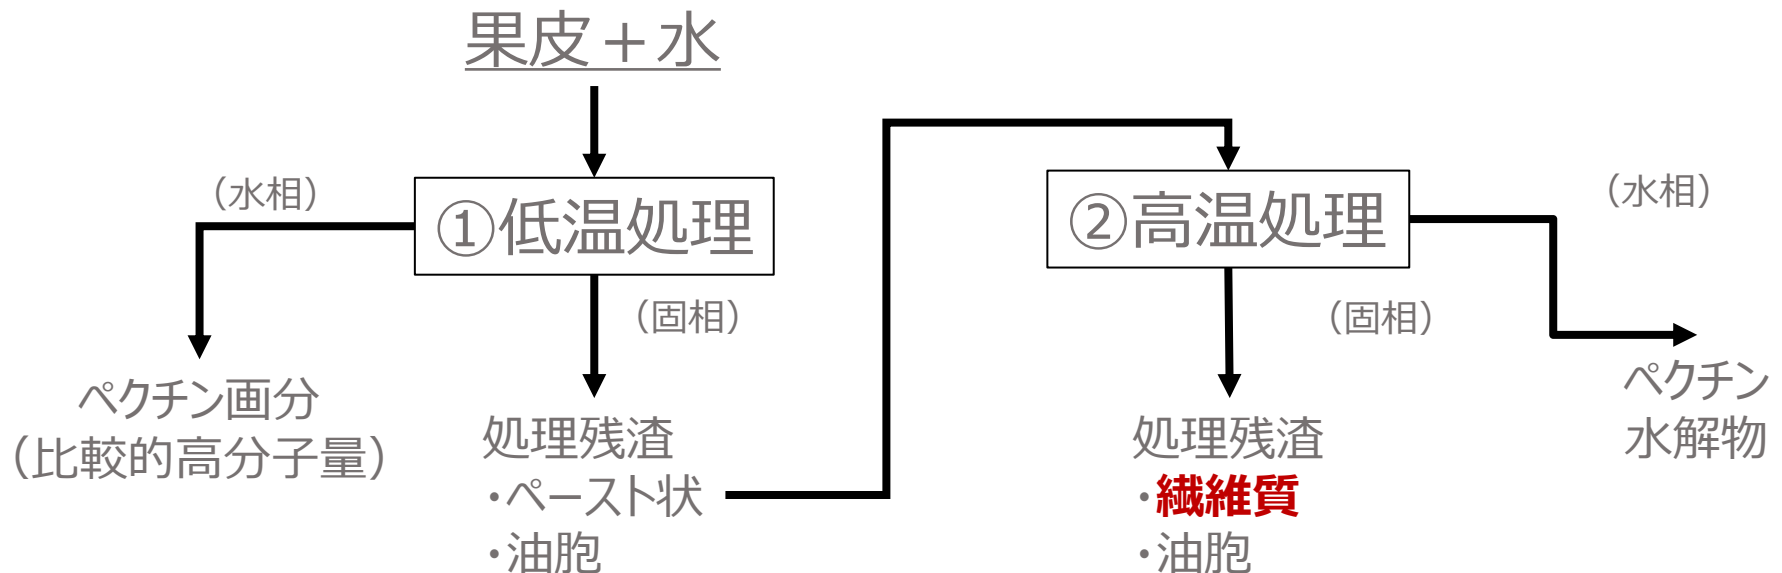 果皮＋水
（水相）
①低温処理
（固相）
ペクチン画分
（比較的高分子量）
処理残渣
・ペースト状
・油胞
②高温処理
（水相）
（固相）
処理残渣
・繊維質
・油胞
ペクチン
水解物